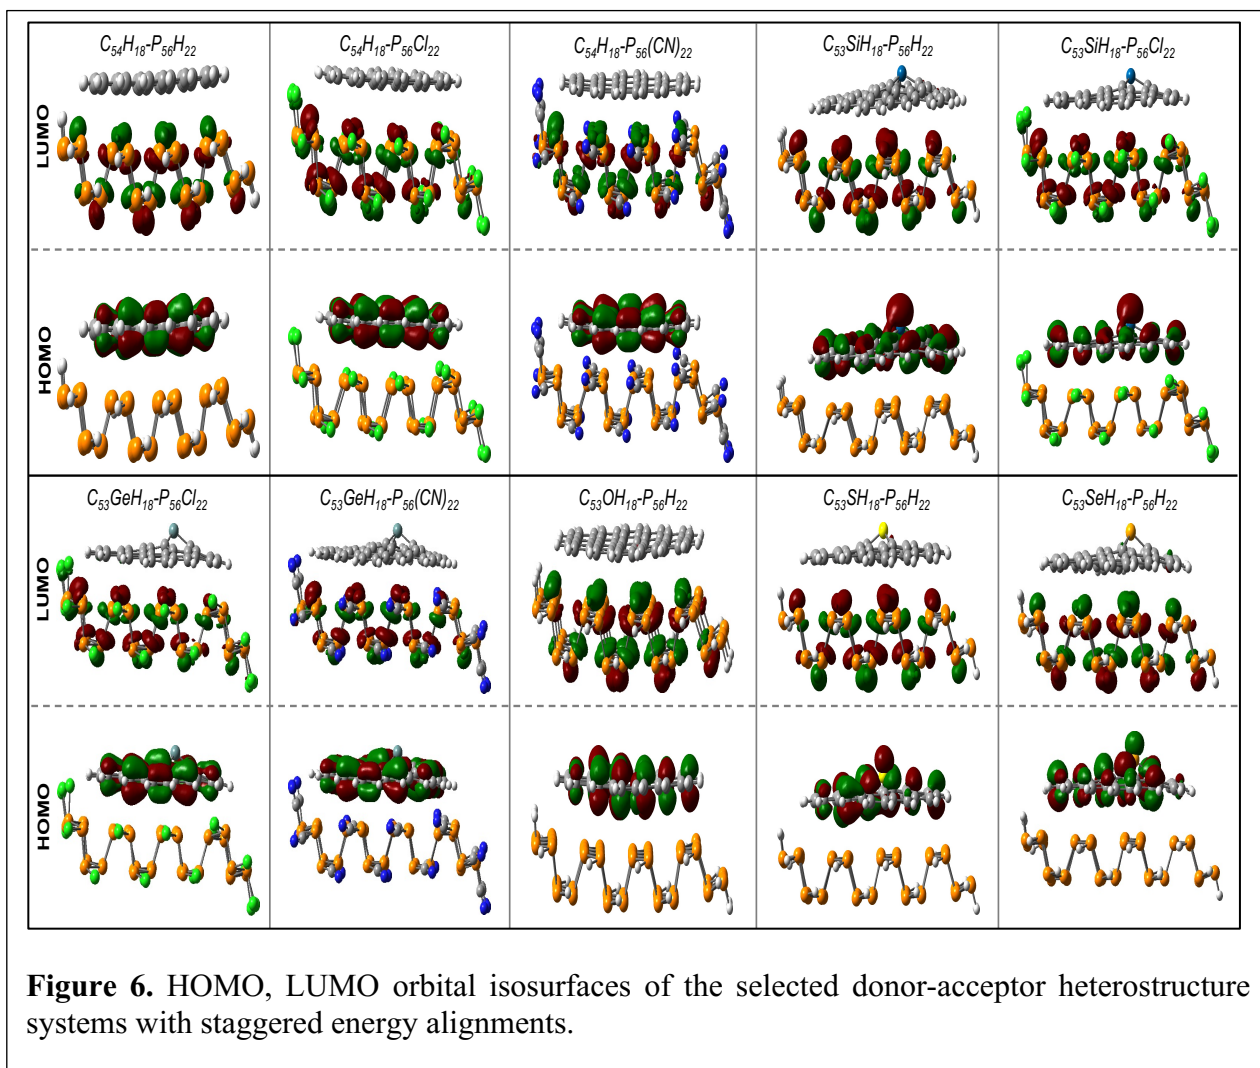 C54H18-P56H22 C54H18-P56Cl22 C54H18-P56(CN)22 C53SiH18-P56H22 C53SiH18-P56Cl22
LUMO
HOMO
C53GeH18-P56Cl22 C53GeH18-P56(CN)22 C53OH18-P56H22 C53SH18-P56H22 C53SeH18-P56H22
LUMO
HOMO
Figure 6. HOMO, LUMO orbital isosurfaces of the selected donor-acceptor heterostructure
systems with staggered energy alignments.